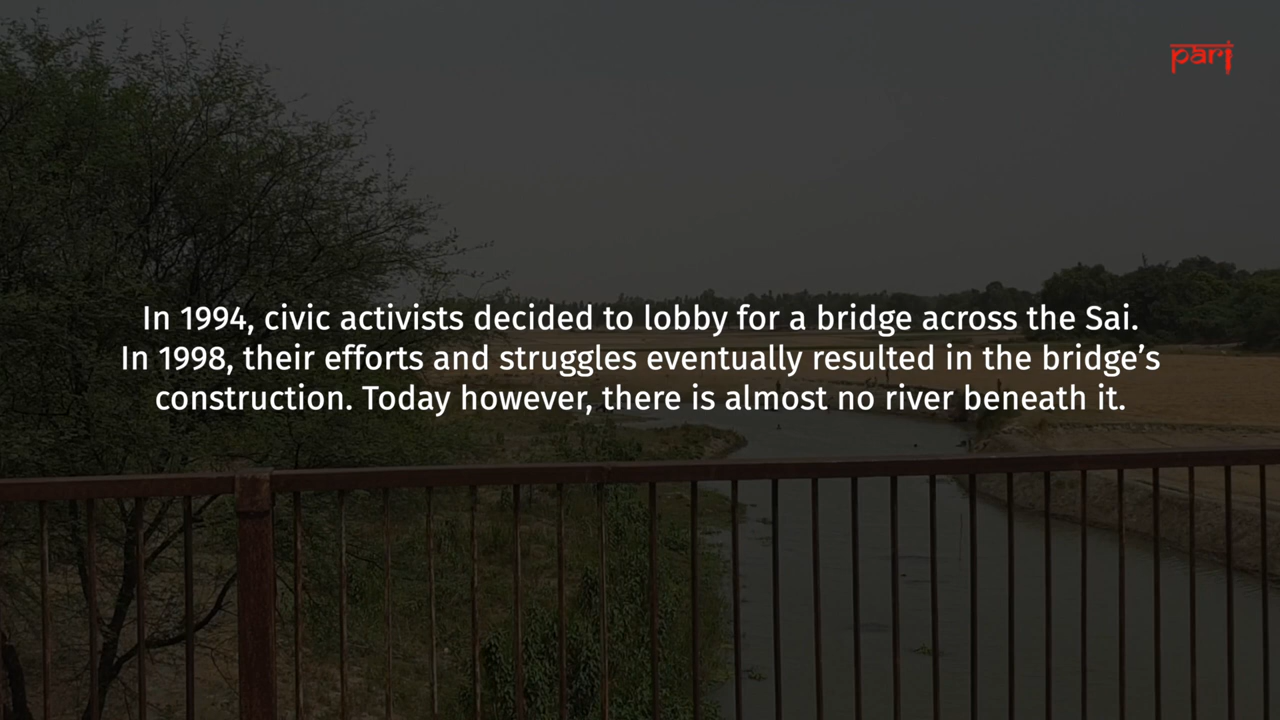 pari
In 1994, civic activists decided to lobby for a bridge across the Sai.
In 1998, their efforts and struggles eventually resulted in the bridge’s
construction. Today however, there is almost no river beneath it.